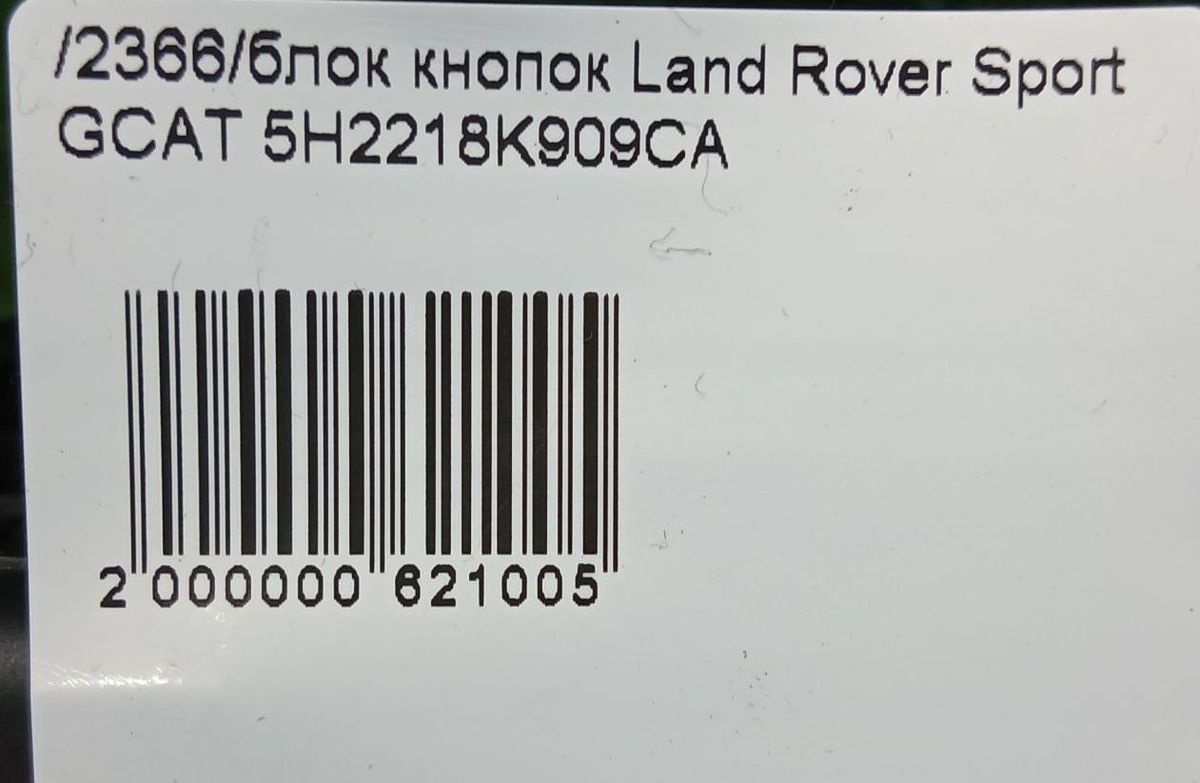 /2366/блок кнопок Land Rover Sport
GCAT 5H2218K909CA
2 000000 621005